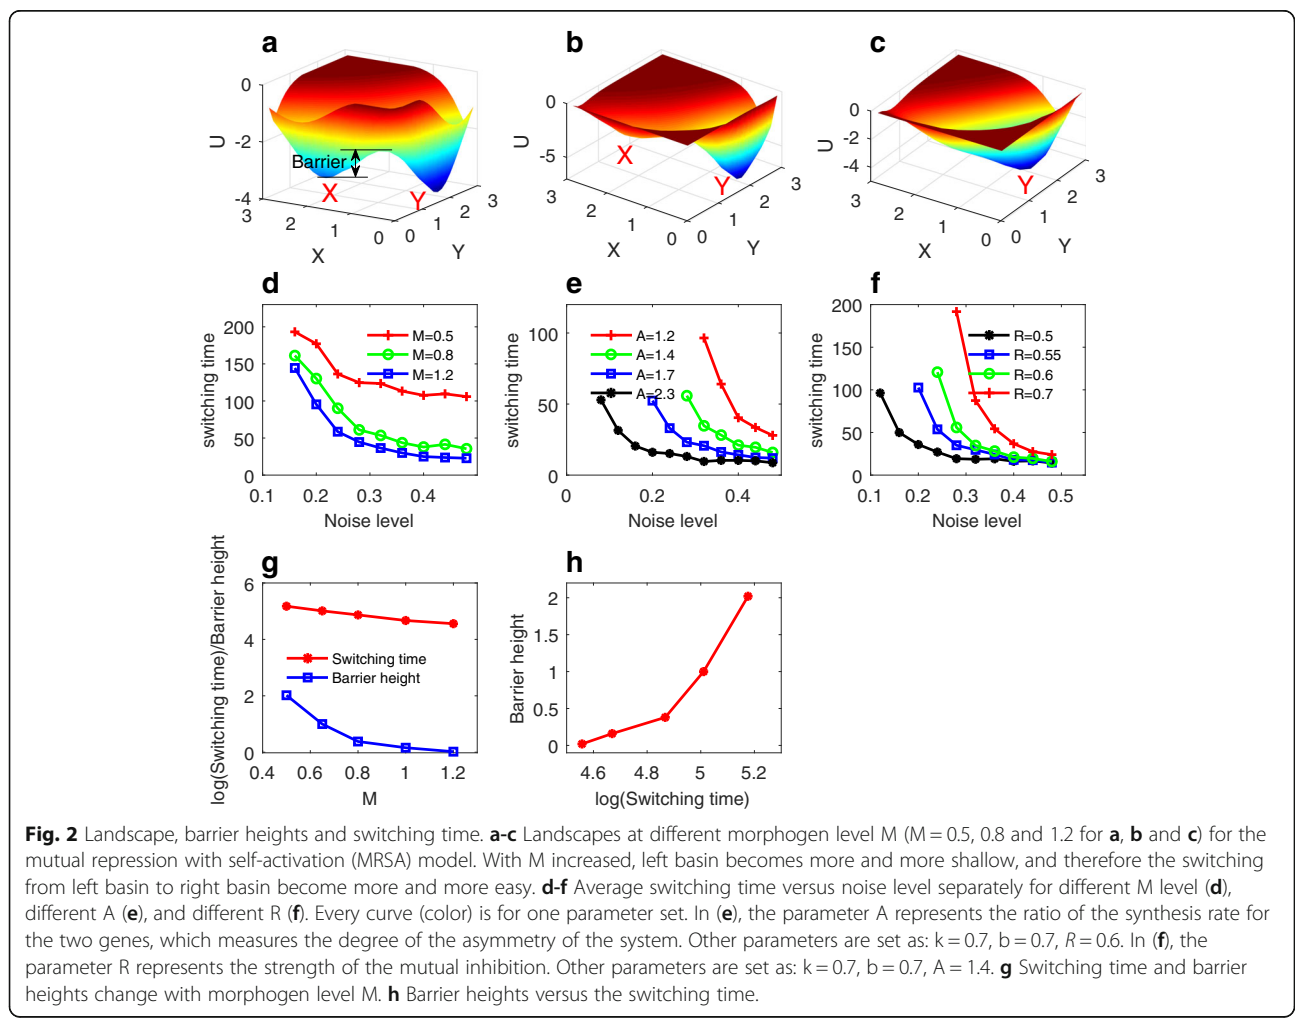 a
b
c
0
-2
-4
U
Barrier
X
Y
3
2
1
0
0
1
2
3
X
Y
0
-5
U
X
Y
3
2
1
0
0
1
2
3
X
Y
0
-2
-4
U
Y
3
2
1
0
0
1
2
3
X
Y
d
e
f
switching time
200
150
100
50
0
M=0.5
M=0.8
M=1.2
0.1 0.2 0.3 0.4
Noise level
switching time
100
50
0
A=1.2
A=1.4
A=1.7
A=2.3
0 0.2 0.4
Noise level
switching time
200
150
100
50
0
R=0.5
R=0.55
R=0.6
R=0.7
0.1 0.2 0.3 0.4 0.5
Noise level
g
h
log(Switching time)/Barrier height
6
4
2
0
Switching time
Barrier height
0.4 0.6 0.8 1 1.2
M
Barrier height
2
1.5
1
0.5
0
4.6 4.8 5 5.2
log(Switching time)
Fig. 2 Landscape, barrier heights and switching time. a-c Landscapes at different morphogen level M (M = 0.5, 0.8 and 1.2 for a, b and c) for the
mutual repression with self-activation (MRSA) model. With M increased, left basin becomes more and more shallow, and therefore the switching
from left basin to right basin become more and more easy. d-f Average switching time versus noise level separately for different M level (d),
different A (e), and different R (f). Every curve (color) is for one parameter set. In (e), the parameter A represents the ratio of the synthesis rate for
the two genes, which measures the degree of the asymmetry of the system. Other parameters are set as: k = 0.7, b = 0.7, R = 0.6. In (f), the
parameter R represents the strength of the mutual inhibition. Other parameters are set as: k = 0.7, b = 0.7, A = 1.4. g Switching time and barrier
heights change with morphogen level M. h Barrier heights versus the switching time.